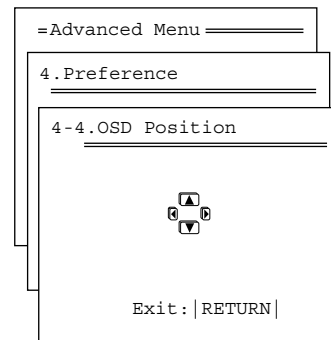 =Advanced Menu
4.Preference
4-4.OSD Position
Exit:|RETURN|